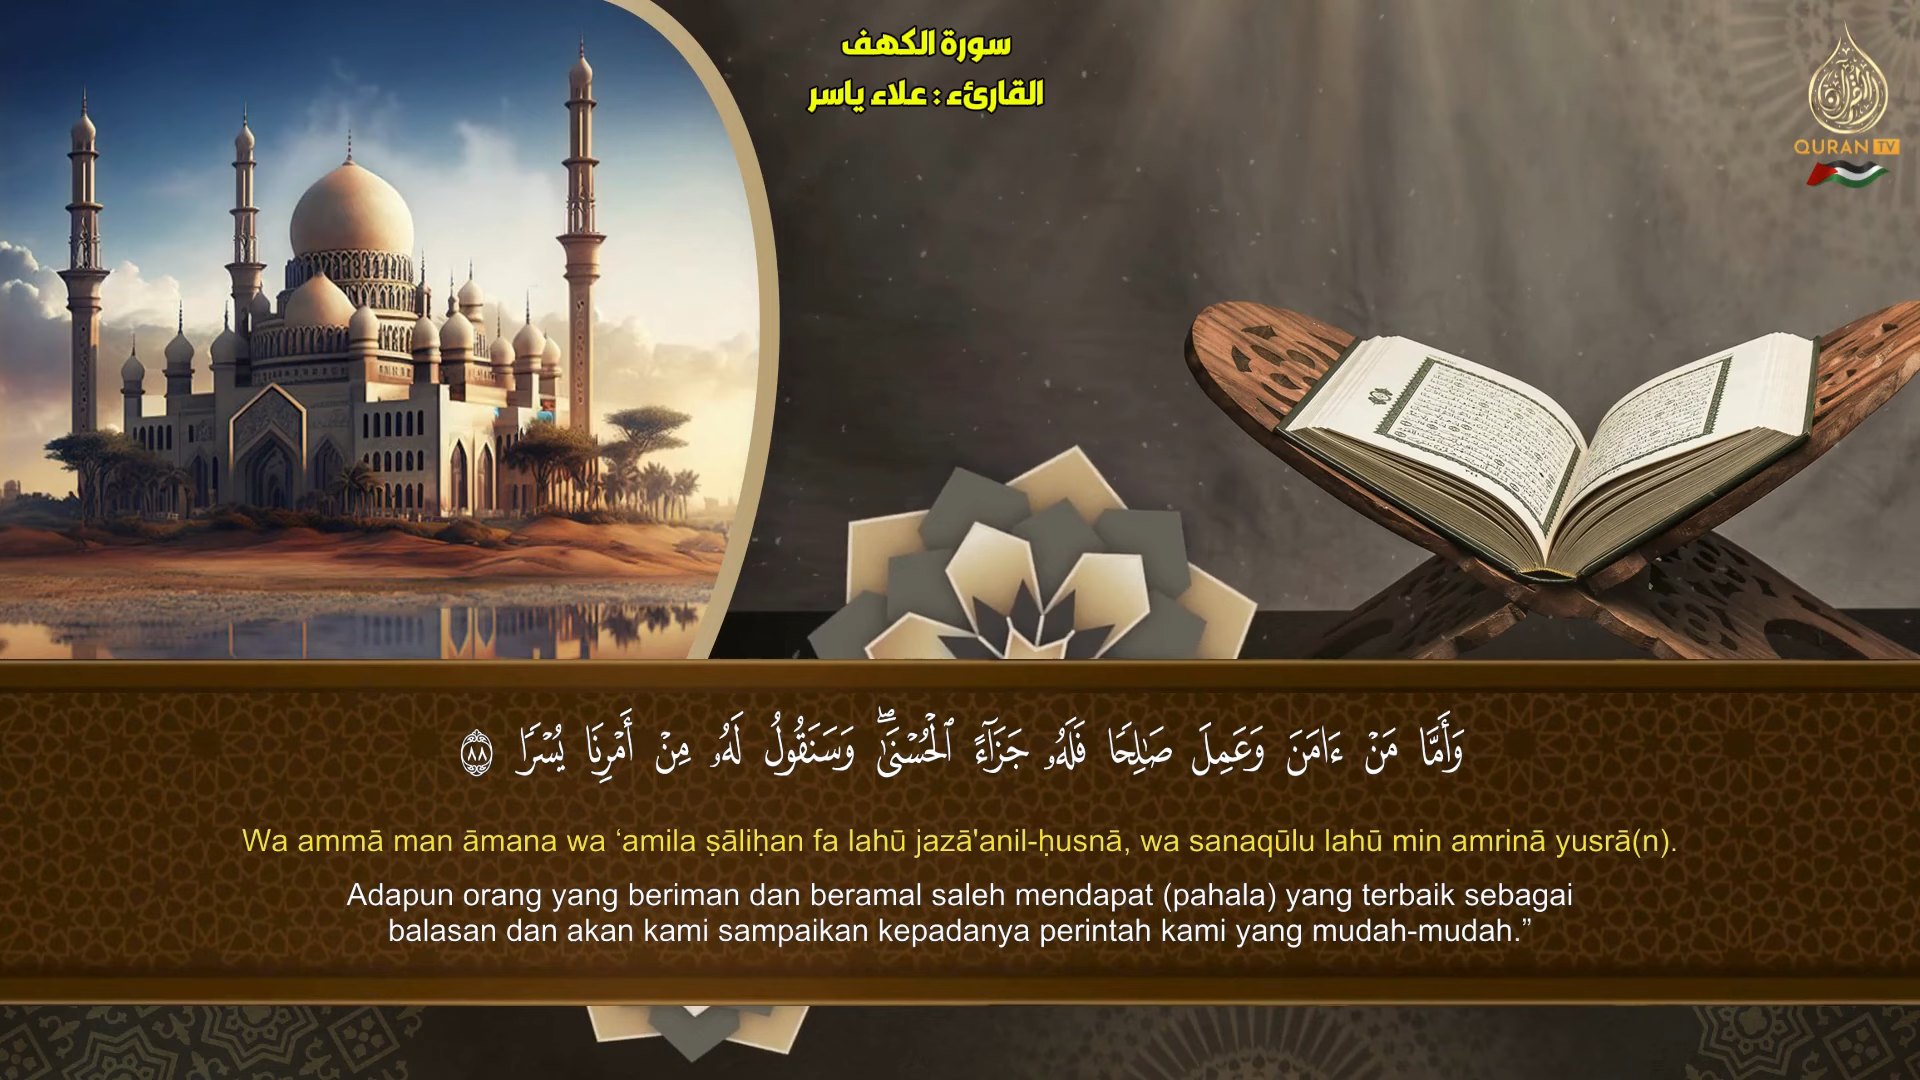 سورة الكهف
القارئ : علاء ياسر
QURAN TV
وَأَمَّا مَنْ ءَامَنَ وَعَمِلَ صَٰلِحًا فَلَهُۥ جَزَآءً ٱلْحُسْنَىٰ ۖ وَسَنَقُولُ لَهُۥ مِنْ أَمْرِنَا يُسْرًا ٨٨
Wa ammā man āmana wa ‘amila ṣāliḥan fa lahū jazā'anil-ḥusnā, wa sanaqūlu lahū min amrinā yusrā(n).
Adapun orang yang beriman dan beramal saleh mendapat (pahala) yang terbaik sebagai
balasan dan akan kami sampaikan kepadanya perintah kami yang mudah-mudah.”